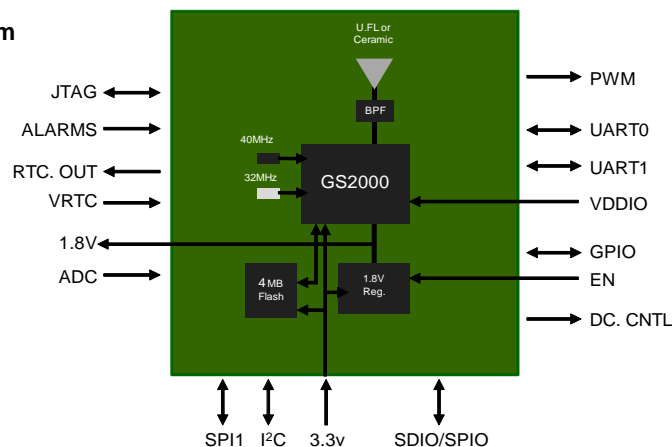 m
U.FL or
Ceramic
BPF
40MHz
32MHz
GS2000
4MB
Flash
1.8V
Reg.
JTAG
ALARMS
RTC. OUT
VRTC
1.8V
ADC
PWM
UART0
UART1
VDDIO
GPIO
EN
DC. CNTL
SPI1
I²C
3.3v
SDIO/SPIO